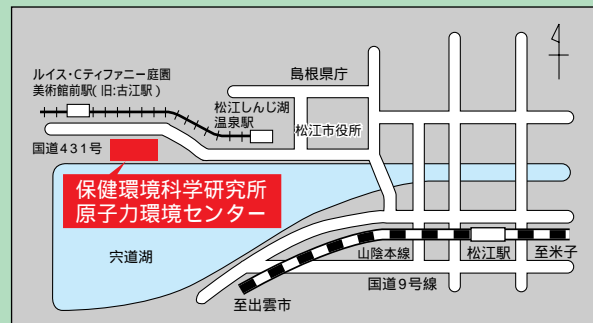 ルイス・Cティファニー庭園
美術館前駅(旧:古江駅)
島根県庁
松江しんじ湖
温泉駅
松江市役所
国道431号
保健環境科学研究所
原子力環境センター
宍道湖
山陰本線
松江駅
至米子
国道9号線
至出雲市